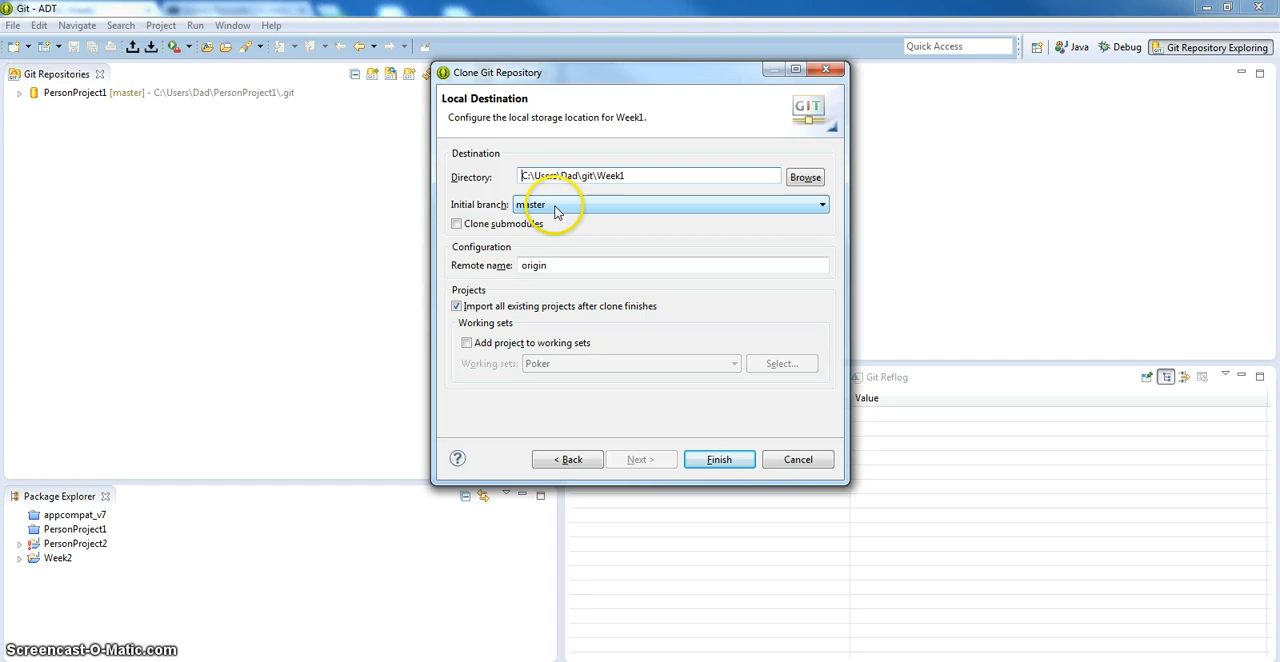 Git - ADT
File Edit Navigate Search Project Run Window Help
Quick Access
Java
Debug
Git Repository Exploring
Git Repositories
PersonProject1 [master] - C:\Users\Dad\PersonProject1\.git
Clone Git Repository
Local Destination
Configure the local storage location for Week1.
GIT
Destination
Directory: C:\Users\Dad\git\Week1 Browse
Initial branch: master
Clone submodules
Configuration
Remote name: origin
Projects
Import all existing projects after clone finishes
Working sets
Add project to working sets
Working sets: Poker Select...
< Back Next > Finish Cancel
Git Reflog
Value
Package Explorer
appcompat_v7
PersonProject1
PersonProject2
Week2
Screencast-O-Matic.com